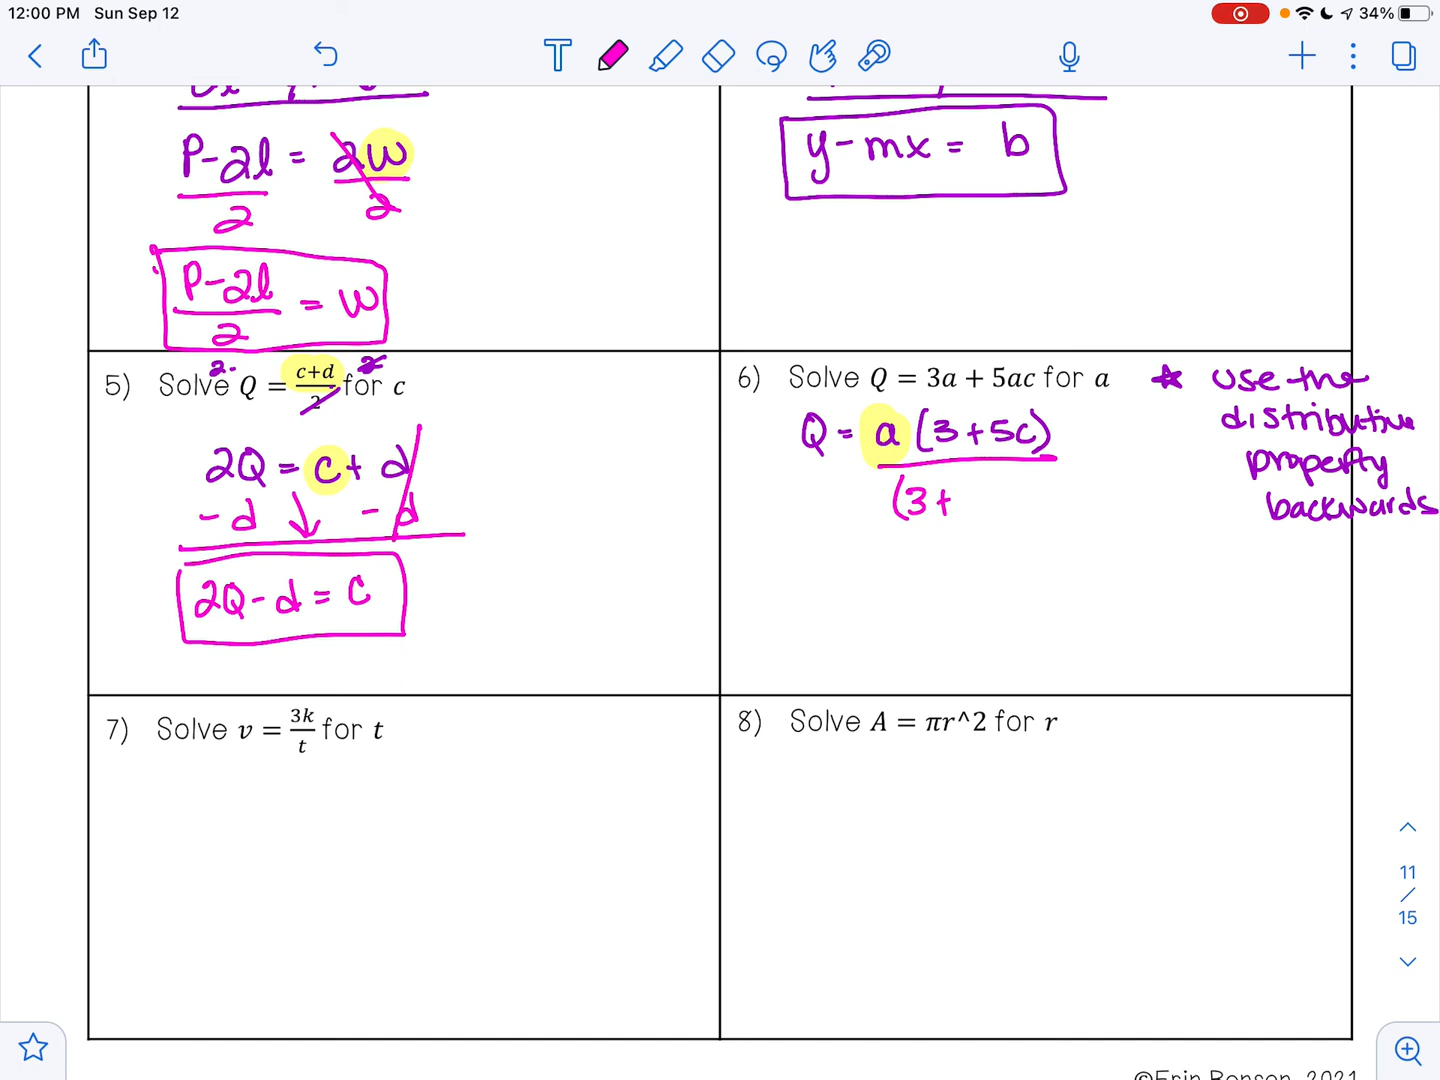 12:00 PM Sun Sep 12
34%
P-2l = 2w
2 2
P-2l = w
2
y-mx = b
5) Solve Q = c+d/2 for c
2· ·2
2Q = c + d
-d -d
2Q-d = c
6) Solve Q = 3a + 5ac for a
Q = a (3+5c)
(3+
★ use the
distributive
property
backwards
7) Solve v = 3k/t for t
8) Solve A = πr^2 for r
11
/
15